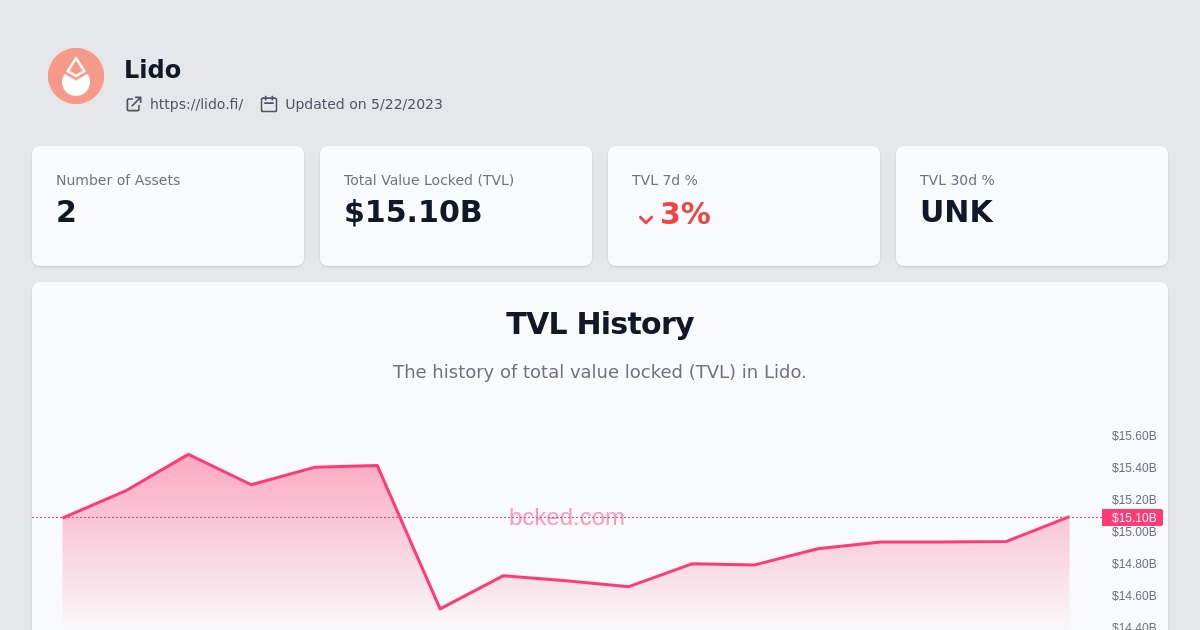 Lido
https://lido.fi/ Updated on 5/22/2023
Number of Assets
2
Total Value Locked (TVL)
$15.10B
TVL 7d %
3%
TVL 30d %
UNK
TVL History
The history of total value locked (TVL) in Lido.
bcked.com
$15.60B
$15.40B
$15.20B
$15.10B
$15.00B
$14.80B
$14.60B
$14.40B